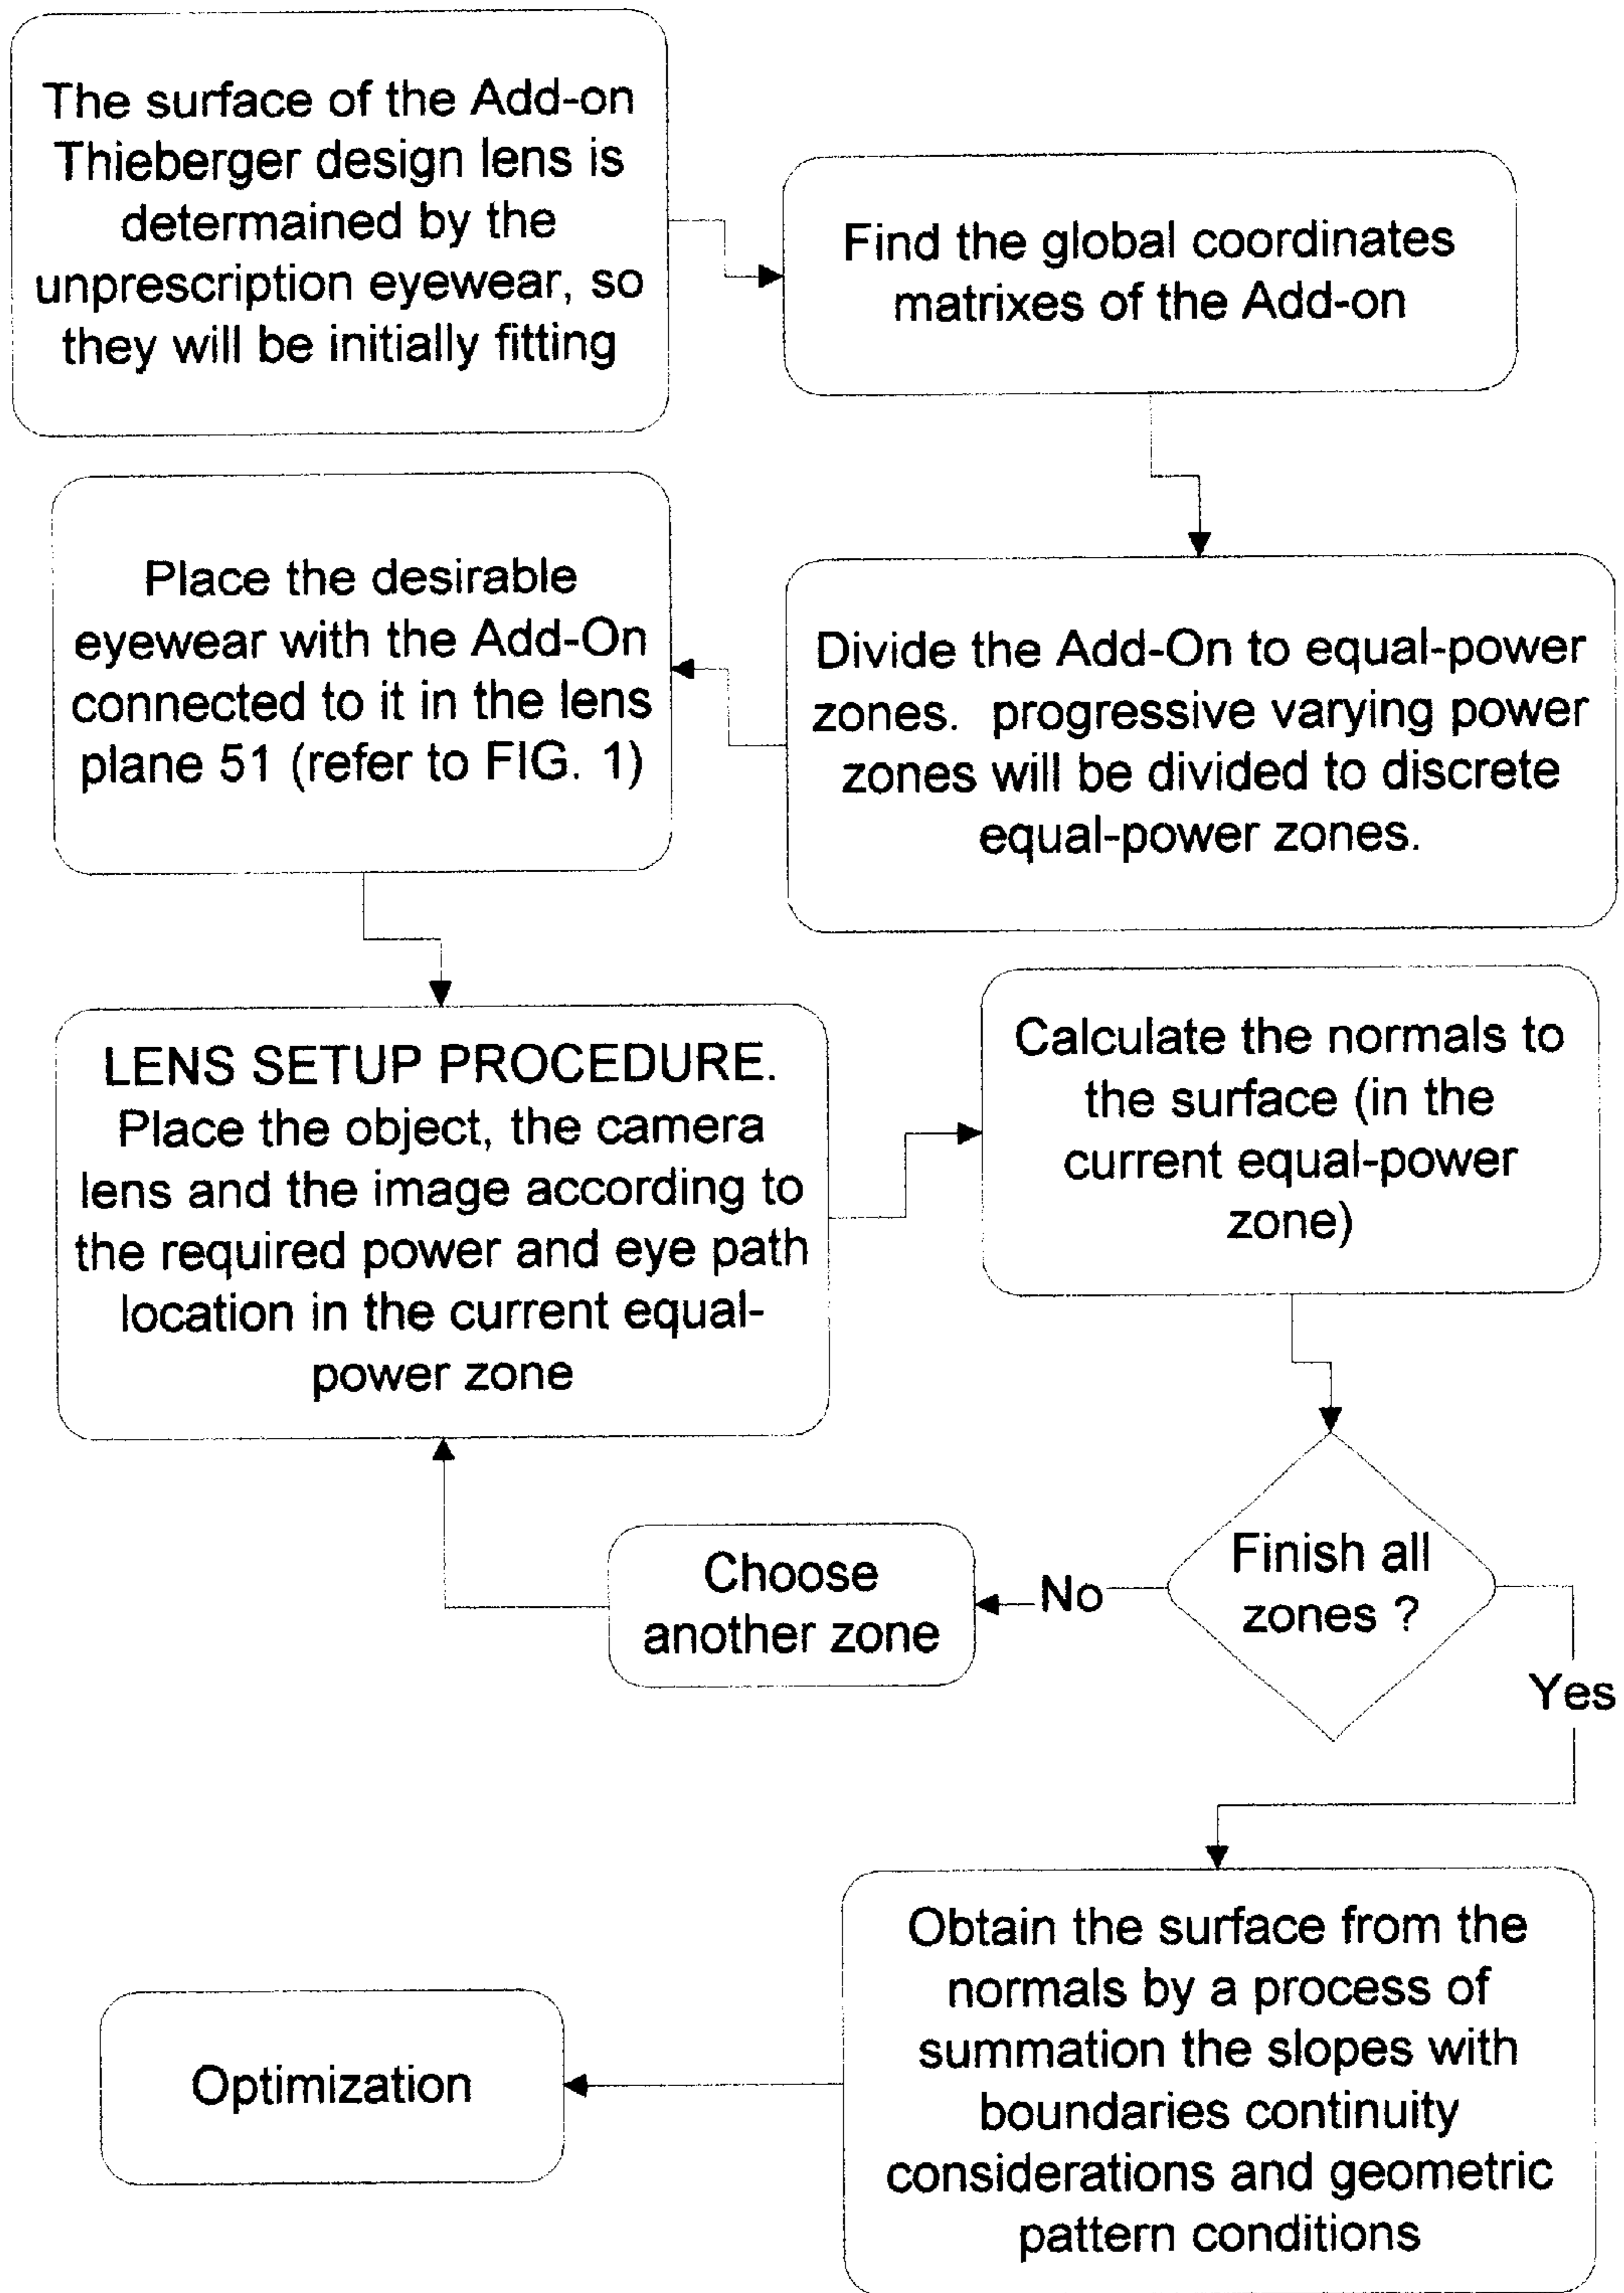 The surface of the Add-on
Thieberger design lens is
determained by the
unprescription eyewear, so
they will be initially fitting
Find the global coordinates
matrixes of the Add-on
Divide the Add-On to equal-power
zones. progressive varying power
zones will be divided to discrete
equal-power zones.
Place the desirable
eyewear with the Add-On
connected to it in the lens
plane 51 (refer to FIG. 1)
LENS SETUP PROCEDURE.
Place the object, the camera
lens and the image according to
the required power and eye path
location in the current equal-
power zone
Calculate the normals to
the surface (in the
current equal-power
zone)
Finish all
zones ?
No
Choose
another zone
Yes
Obtain the surface from the
normals by a process of
summation the slopes with
boundaries continuity
considerations and geometric
pattern conditions
Optimization